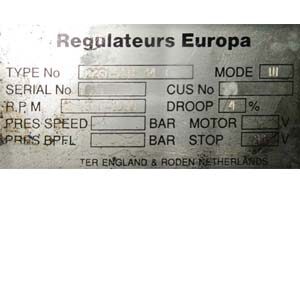 Regulateurs Europa
TYPE No MODE
SERIAL No CUS No
R.P.M DROOP 4 %
PRES SPEED BAR MOTOR V
PRES BPFL BAR STOP V
TER ENGLAND & RODEN NETHERLANDS